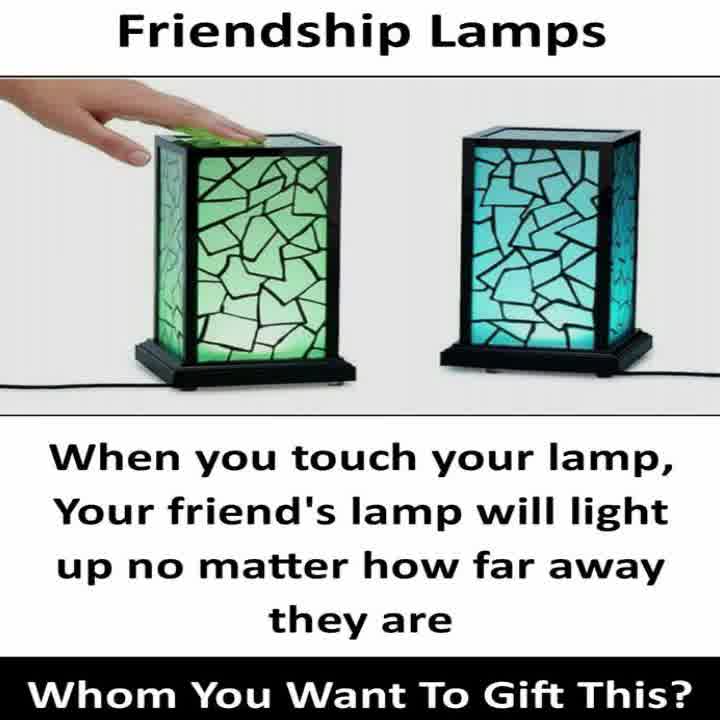 Friendship Lamps
When you touch your lamp,
Your friend's lamp will light
up no matter how far away
they are
Whom You Want To Gift This?